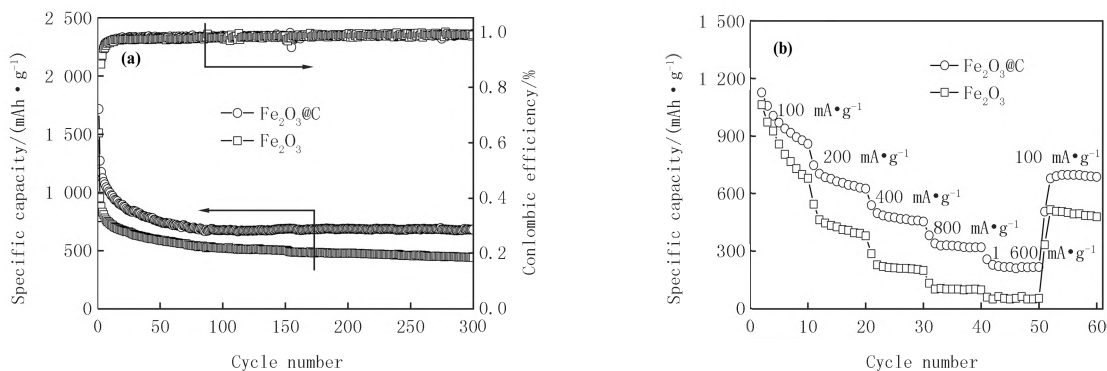 2 500
2 000
1 500
1 000
500
0
Specific capacity/(mAh•g⁻¹)
(a)
Fe₂O₃@C
Fe₂O₃
1.0
0.8
0.6
0.4
0.2
0.0
Conlombic efficiency/%
0 50 100 150 200 250 300
Cycle number
1 500
1 200
900
600
300
0
Specific capacity/(mAh•g⁻¹)
(b)
Fe₂O₃@C
Fe₂O₃
100 mA•g⁻¹
200 mA•g⁻¹
400 mA•g⁻¹
800 mA•g⁻¹
1 600 mA•g⁻¹
100 mA•g⁻¹
0 10 20 30 40 50 60
Cycle number